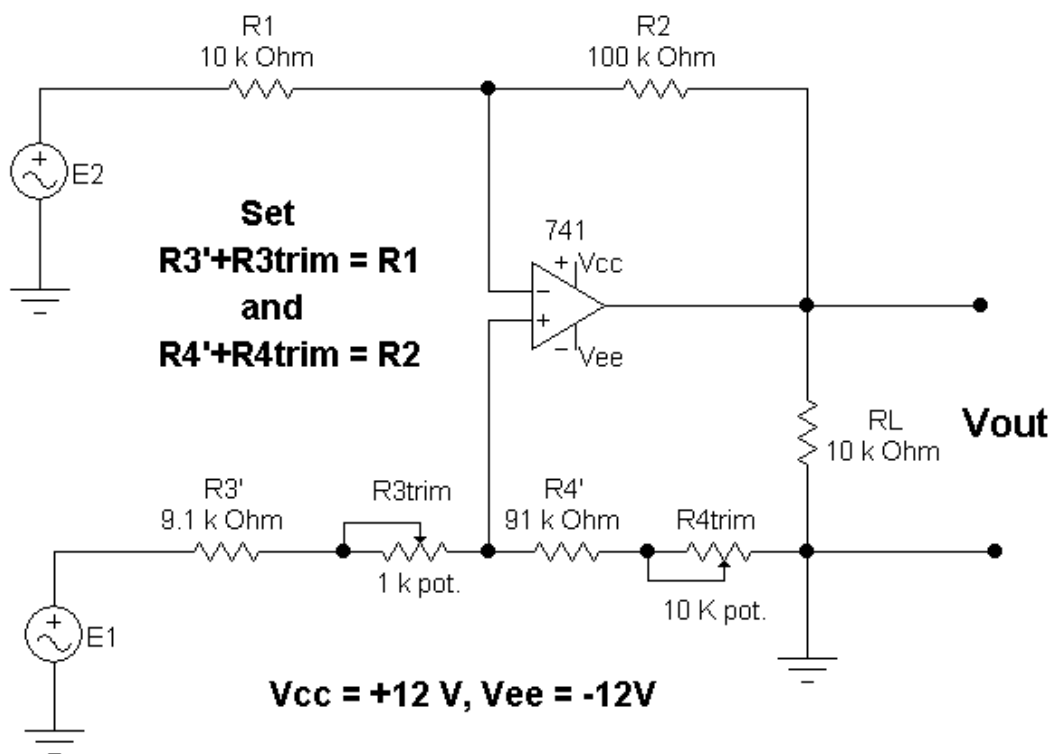 R1
10 k Ohm
R2
100 k Ohm
+
E2
Set
R3'+R3trim = R1
and
R4'+R4trim = R2
741
+
Vcc
−
+
−
Vee
RL
10 k Ohm
Vout
R3'
9.1 k Ohm
R3trim
1 k pot.
R4'
91 k Ohm
R4trim
10 K pot.
+
E1
Vcc = +12 V, Vee = -12V